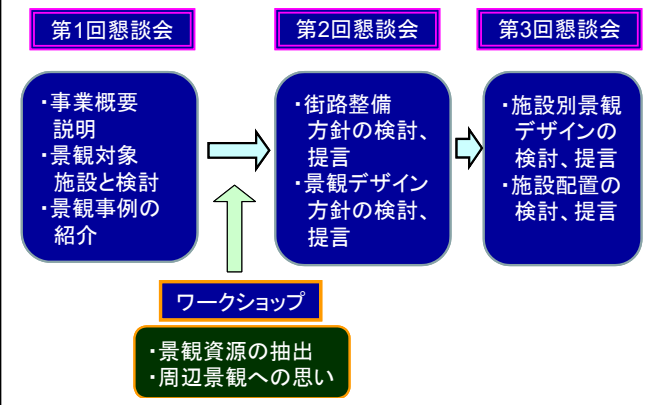 第1回懇談会
・事業概要
説明
・景観対象
施設と検討
・景観事例の
紹介
第2回懇談会
・街路整備
方針の検討、
提言
・景観デザイン
方針の検討、
提言
第3回懇談会
・施設別景観
デザインの
検討、提言
・施設配置の
検討、提言
ワークショップ
・景観資源の抽出
・周辺景観への思い